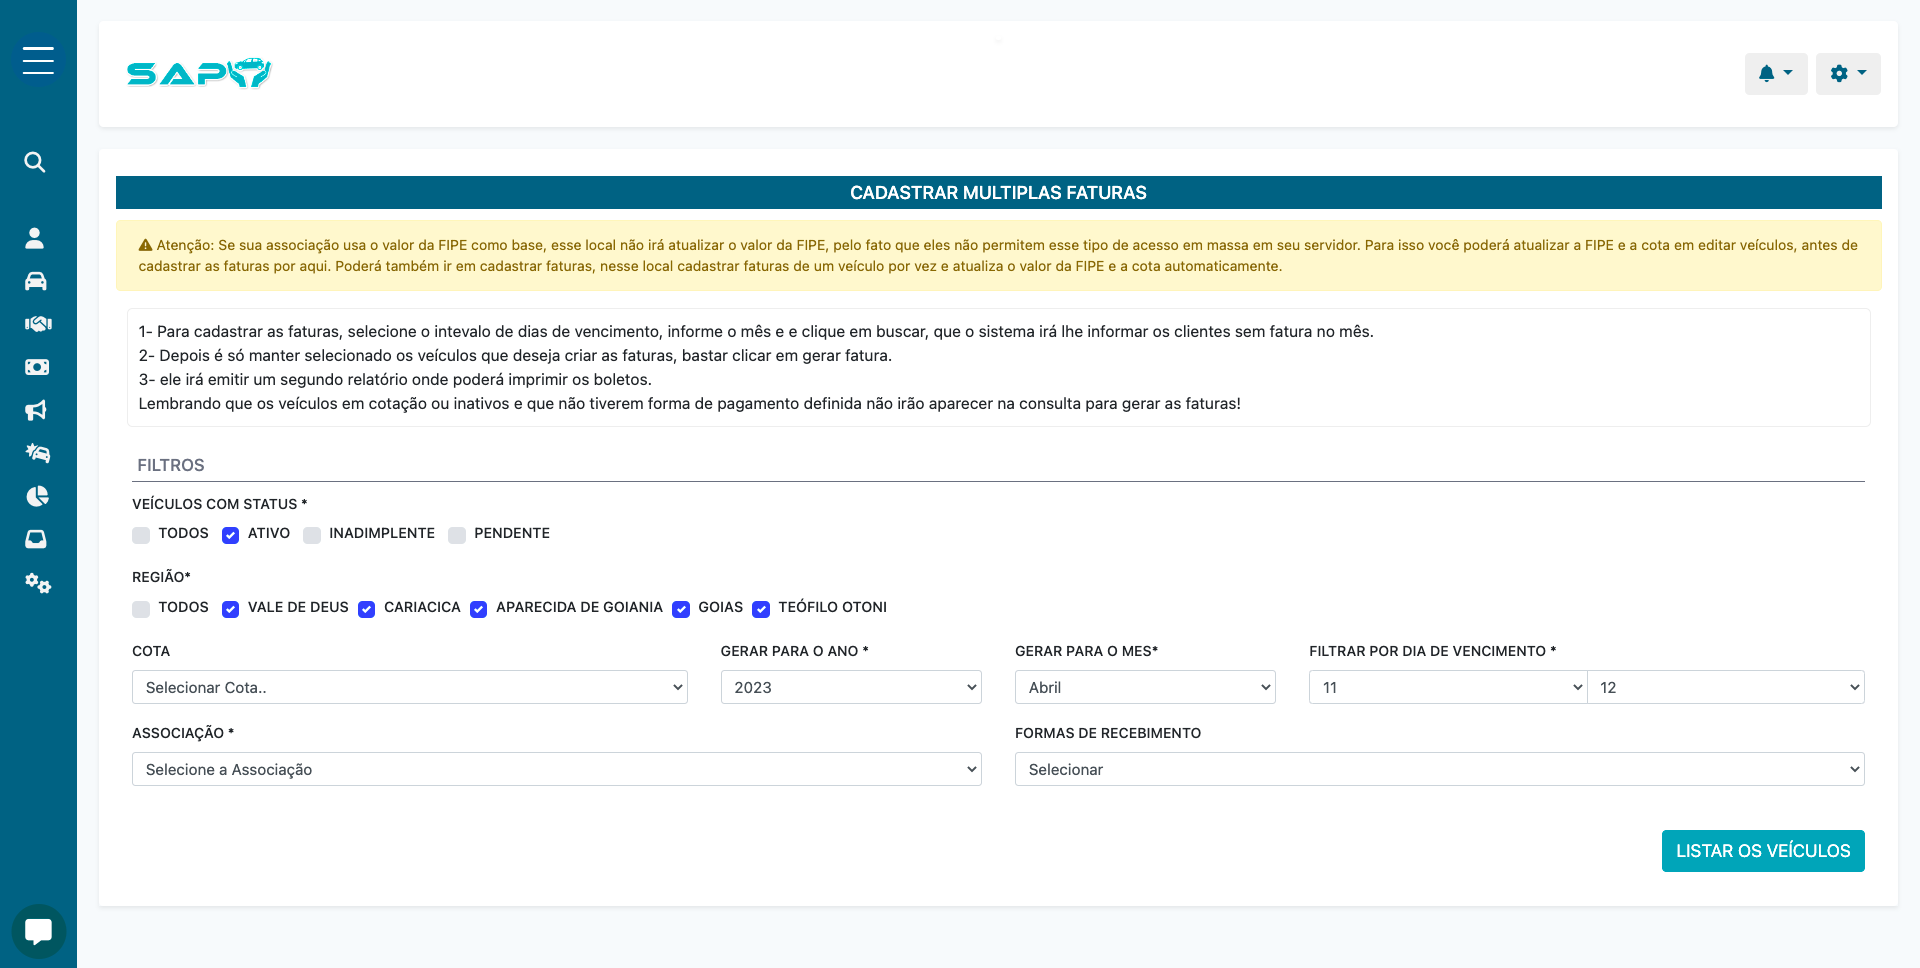 SAPV
CADASTRAR MULTIPLAS FATURAS
Atenção: Se sua associação usa o valor da FIPE como base, esse local não irá atualizar o valor da FIPE, pelo fato que eles não permitem esse tipo de acesso em massa em seu servidor. Para isso você poderá atualizar a FIPE e a cota em editar veículos, antes de
cadastrar as faturas por aqui. Poderá também ir em cadastrar faturas, nesse local cadastrar faturas de um veículo por vez e atualiza o valor da FIPE e a cota automaticamente.
1- Para cadastrar as faturas, selecione o intevalo de dias de vencimento, informe o mês e e clique em buscar, que o sistema irá lhe informar os clientes sem fatura no mês.
2- Depois é só manter selecionado os veículos que deseja criar as faturas, bastar clicar em gerar fatura.
3- ele irá emitir um segundo relatório onde poderá imprimir os boletos.
Lembrando que os veículos em cotação ou inativos e que não tiverem forma de pagamento definida não irão aparecer na consulta para gerar as faturas!
FILTROS
VEÍCULOS COM STATUS *
TODOS ATIVO INADIMPLENTE PENDENTE
REGIÃO*
TODOS VALE DE DEUS CARIACICA APARECIDA DE GOIANIA GOIAS TEÓFILO OTONI
COTA GERAR PARA O ANO * GERAR PARA O MES* FILTRAR POR DIA DE VENCIMENTO *
Selecionar Cota.. 2023 Abril 11 12
ASSOCIAÇÃO * FORMAS DE RECEBIMENTO
Selecione a Associação Selecionar
LISTAR OS VEÍCULOS